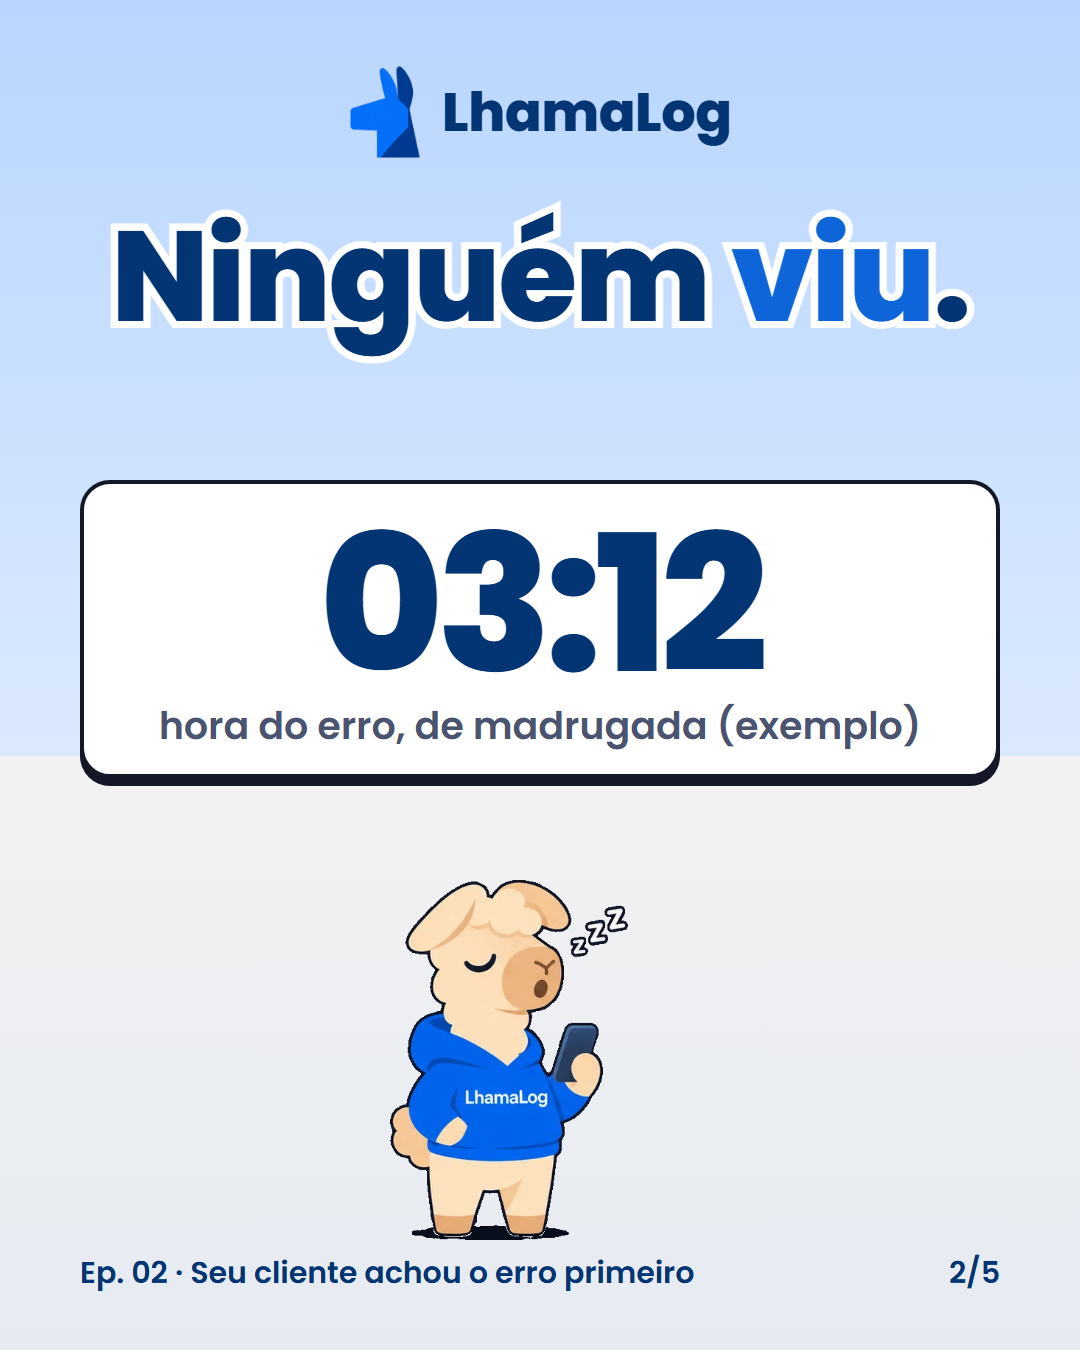 LhamaLog
Ninguém viu.
03:12
hora do erro, de madrugada (exemplo)
zzz
LhamaLog
Ep. 02 · Seu cliente achou o erro primeiro
2/5